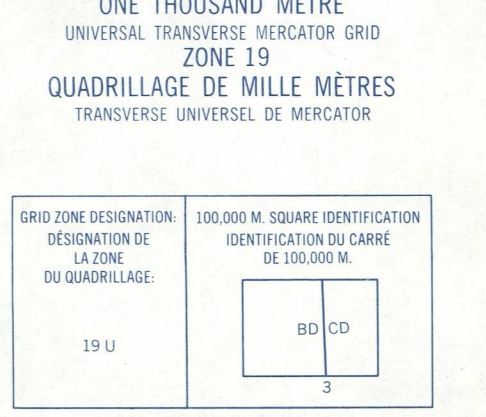 ONE THOUSAND METRE
UNIVERSAL TRANSVERSE MERCATOR GRID
ZONE 19
QUADRILLAGE DE MILLE MÈTRES
TRANSVERSE UNIVERSEL DE MERCATOR
GRID ZONE DESIGNATION:
DÉSIGNATION DE
LA ZONE
DU QUADRILLAGE:
19 U
100,000 M. SQUARE IDENTIFICATION
IDENTIFICATION DU CARRÉ
DE 100,000 M.
BD CD
3